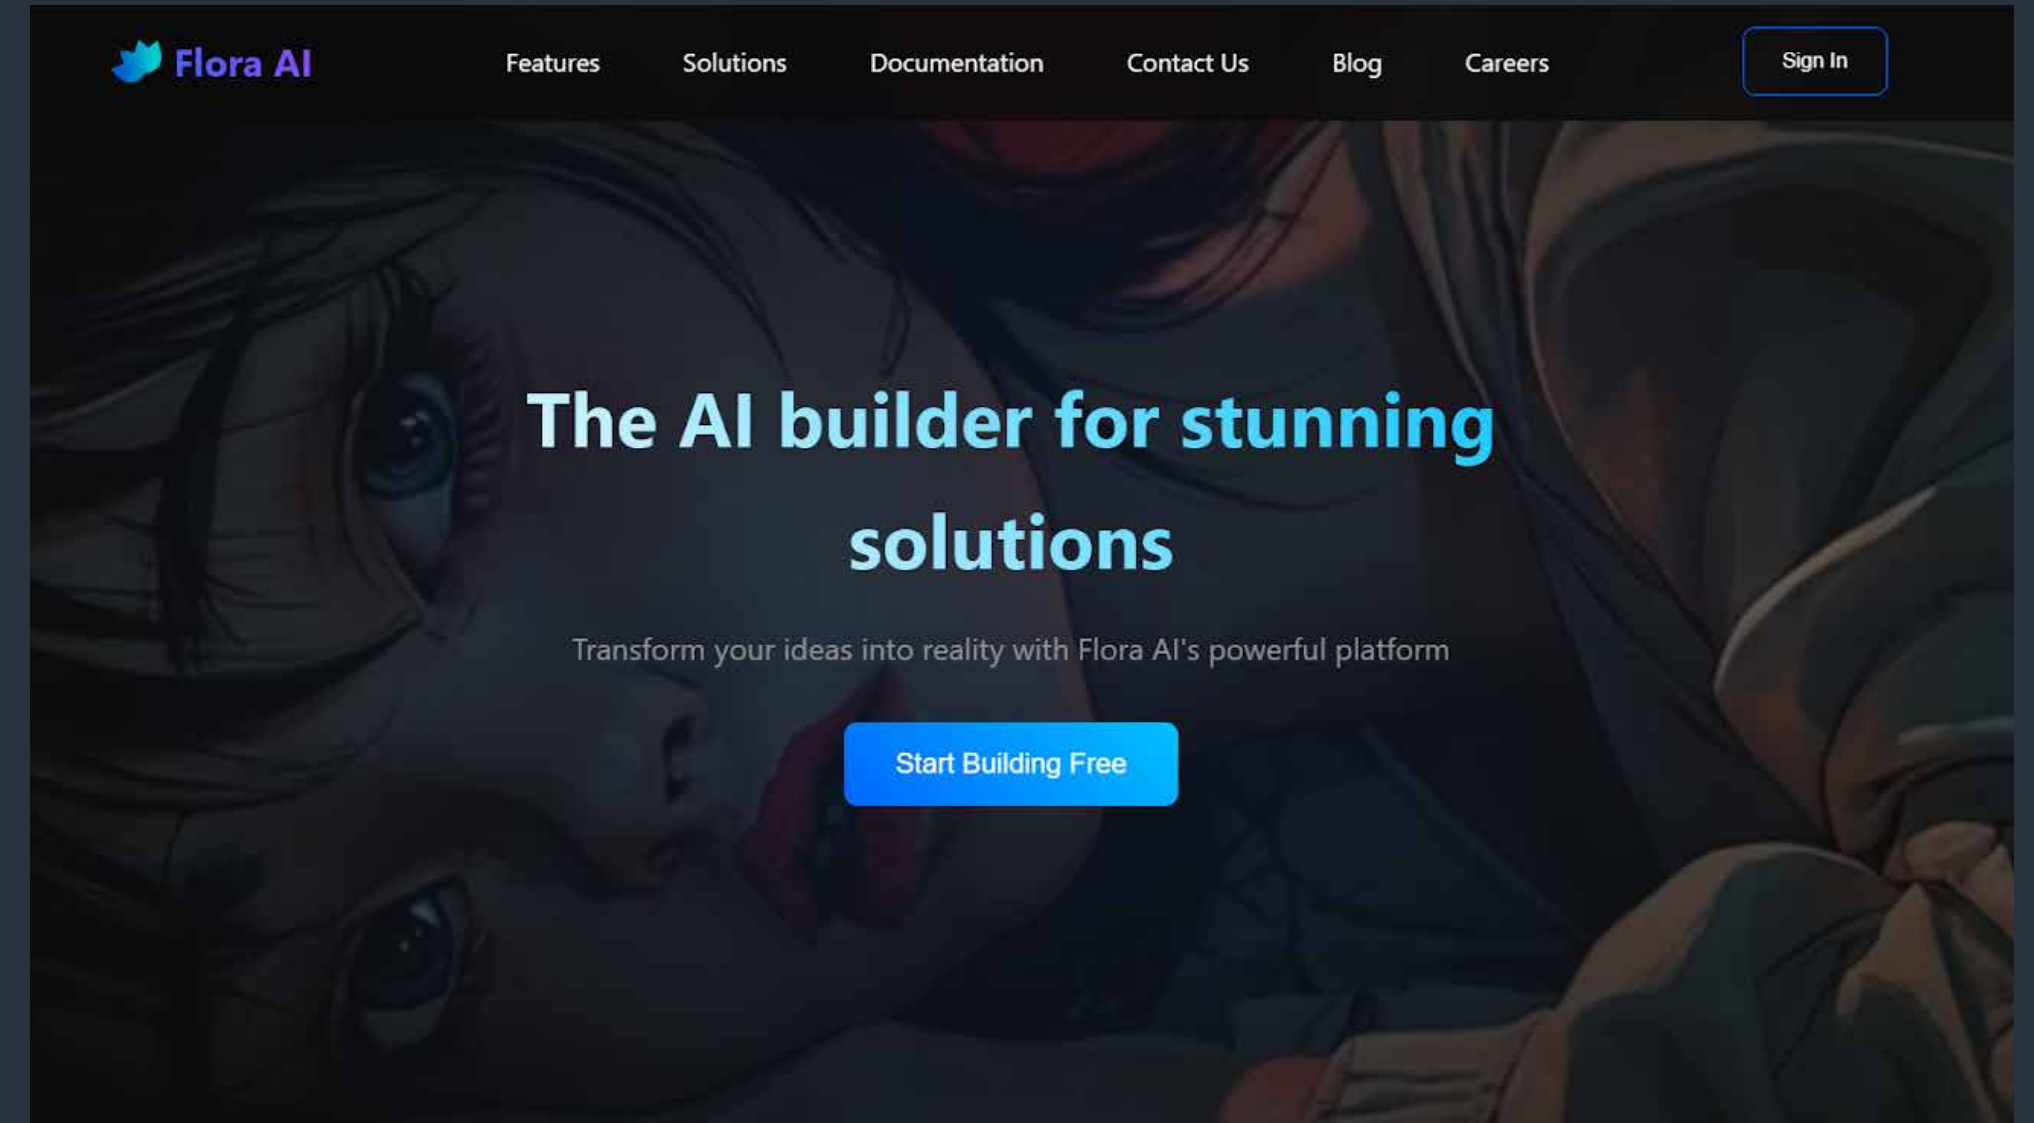 Flora AI
Features
Solutions
Documentation
Contact Us
Blog
Careers
Sign In
The AI builder for stunning
solutions
Transform your ideas into reality with Flora AI's powerful platform
Start Building Free